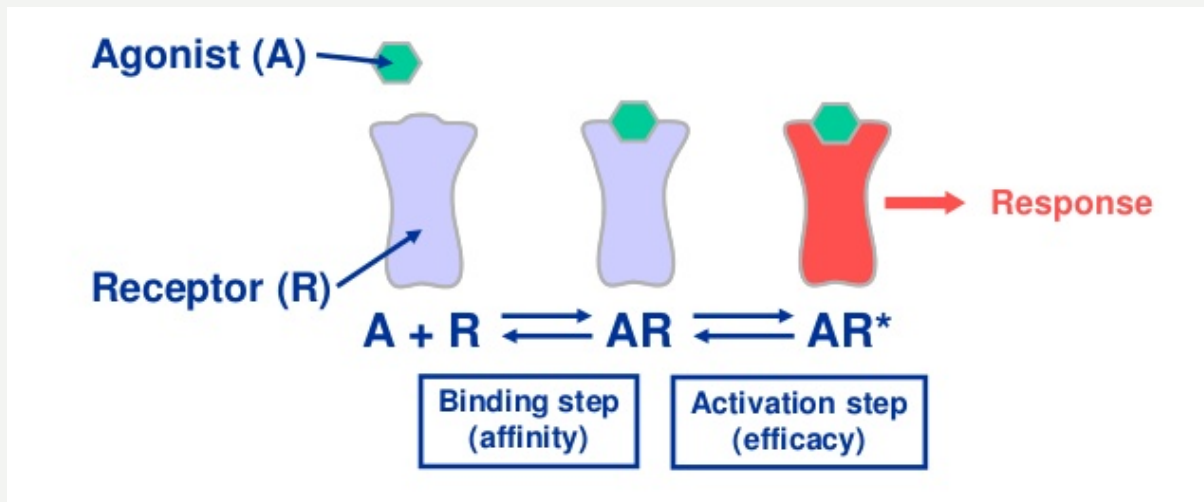 Agonist (A)
Response
Receptor (R)
A + R ⇌ AR ⇌ AR*
Binding step
(affinity)
Activation step
(efficacy)